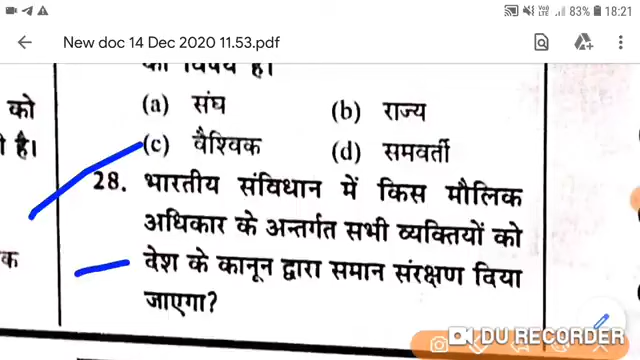 83% 18:21
New doc 14 Dec 2020 11.53.pdf
का विषय है।
को
(a) संघ (b) राज्य
ी है।
(c) वैश्विक (d) समवर्ती
28. भारतीय संविधान में किस मौलिक
अधिकार के अन्तर्गत सभी व्यक्तियों को
क
देश के कानून द्वारा समान संरक्षण दिया
जाएगा?
DU RECORDER